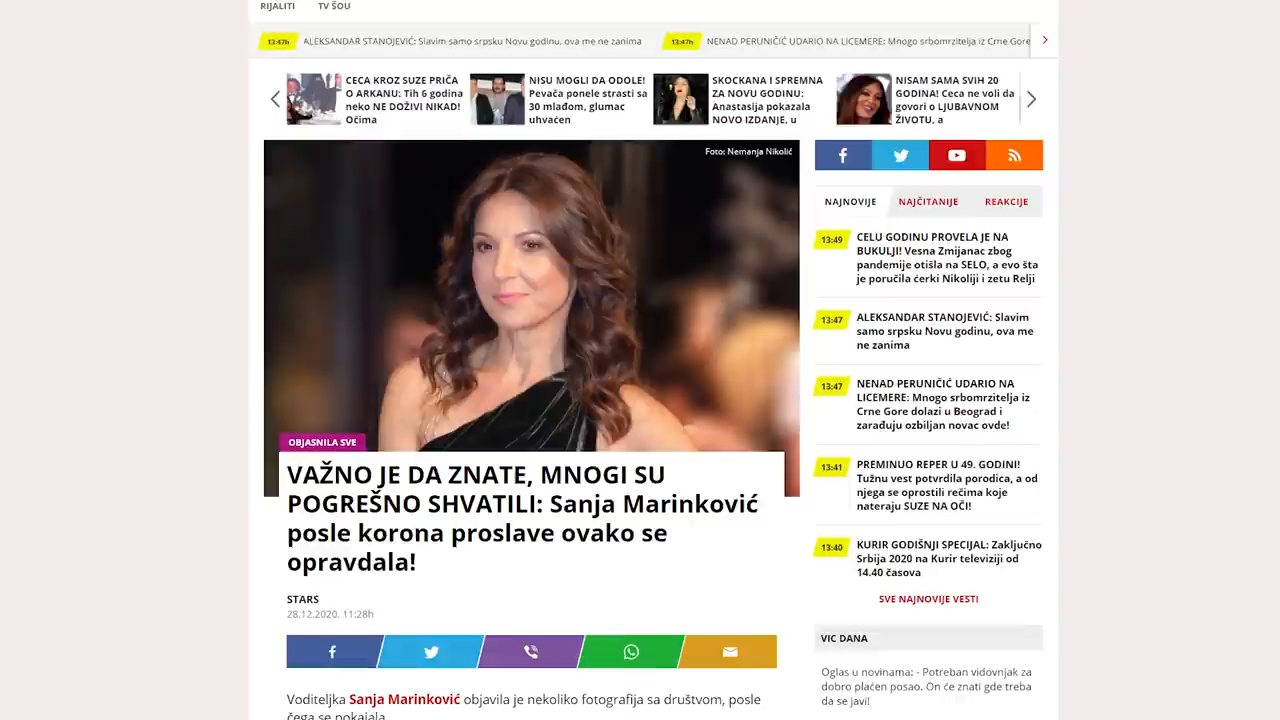 RIJALITI TV ŠOU
13:47h ALEKSANDAR STANOJEVIĆ: Slavim samo srpsku Novu godinu, ova me ne zanima 13:47h NENAD PERUNIČIĆ UDARIO NA LICEMERE: Mnogo srbomrzitelja iz Crne Gore
CECA KROZ SUZE PRIČA
O ARKANU: Tih 6 godina
neko NE DOŽIVI NIKAD!
Očima
NISU MOGLI DA ODOLE!
Pevača ponele strasti sa
30 mlađom, glumac
uhvaćen
SKOCKANA I SPREMNA
ZA NOVU GODINU:
Anastasija pokazala
NOVO IZDANJE, u
NISAM SAMA SVIH 20
GODINA! Ceca ne voli da
govori o LJUBAVNOM
ŽIVOTU, a
Foto: Nemanja Nikolić
OBJASNILA SVE
VAŽNO JE DA ZNATE, MNOGI SU
POGREŠNO SHVATILI: Sanja Marinković
posle korona proslave ovako se
opravdala!
STARS
28.12.2020. 11:28h
Voditeljka Sanja Marinković objavila je nekoliko fotografija sa društvom, posle
čega se pokajala
NAJNOVIJE NAJČITANIJE REAKCIJE
13:49 CELU GODINU PROVELA JE NA
BUKULJI! Vesna Zmijanac zbog
pandemije otišla na SELO, a evo šta
je poručila ćerki Nikoliji i zetu Relji
13:47 ALEKSANDAR STANOJEVIĆ: Slavim
samo srpsku Novu godinu, ova me
ne zanima
13:47 NENAD PERUNIČIĆ UDARIO NA
LICEMERE: Mnogo srbomrzitelja iz
Crne Gore dolazi u Beograd i
zarađuju ozbiljan novac ovde!
13:41 PREMINUO REPER U 49. GODINI!
Tužnu vest potvrdila porodica, a od
njega se oprostili rečima koje
nateraju SUZE NA OČI!
13:40 KURIR GODIŠNJI SPECIJAL: Zaključno
Srbija 2020 na Kurir televiziji od
14.40 časova
SVE NAJNOVIJE VESTI
VIC DANA
Oglas u novinama: - Potreban vidovnjak za
dobro plaćen posao. On će znati gde treba
da se javi!